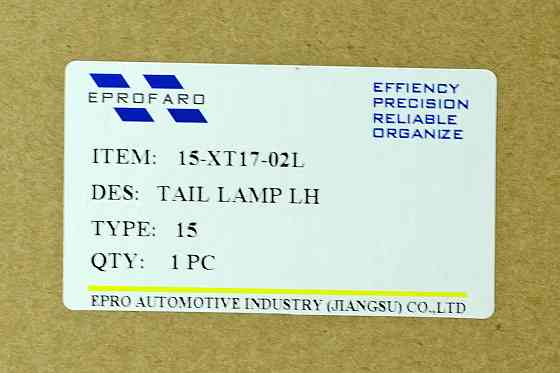 EPROFARO
EFFIENCY
PRECISION
RELIABLE
ORGANIZE
ITEM: 15-XT17-02L
DES: TAIL LAMP LH
TYPE: 15
QTY: 1 PC
EPRO AUTOMOTIVE INDUSTRY (JIANGSU) CO.,LTD